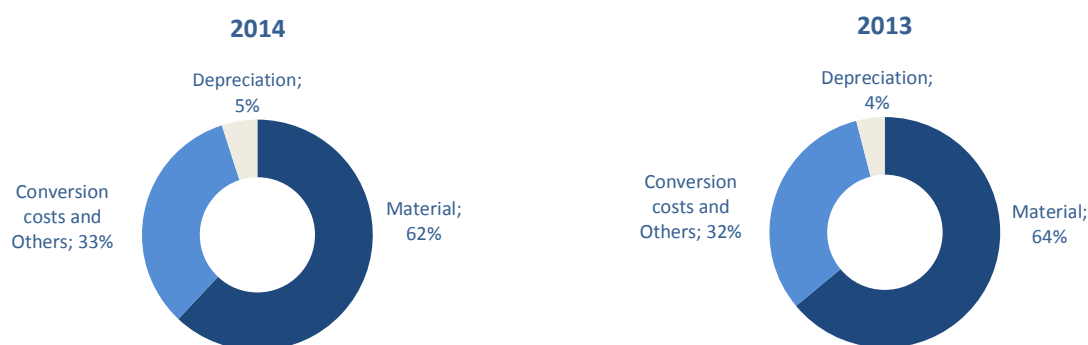 2014
Depreciation;
5%
Conversion
costs and
Others; 33%
Material;
62%
2013
Depreciation;
4%
Conversion
costs and
Others; 32%
Material;
64%